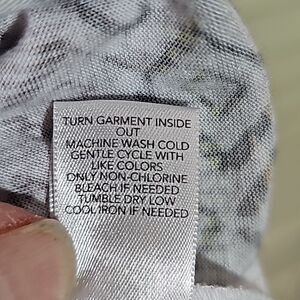 TURN GARMENT INSIDE
OUT
MACHINE WASH COLD
GENTLE CYCLE WITH
LIKE COLORS
ONLY NON-CHLORINE
BLEACH IF NEEDED
TUMBLE DRY LOW
COOL IRON IF NEEDED